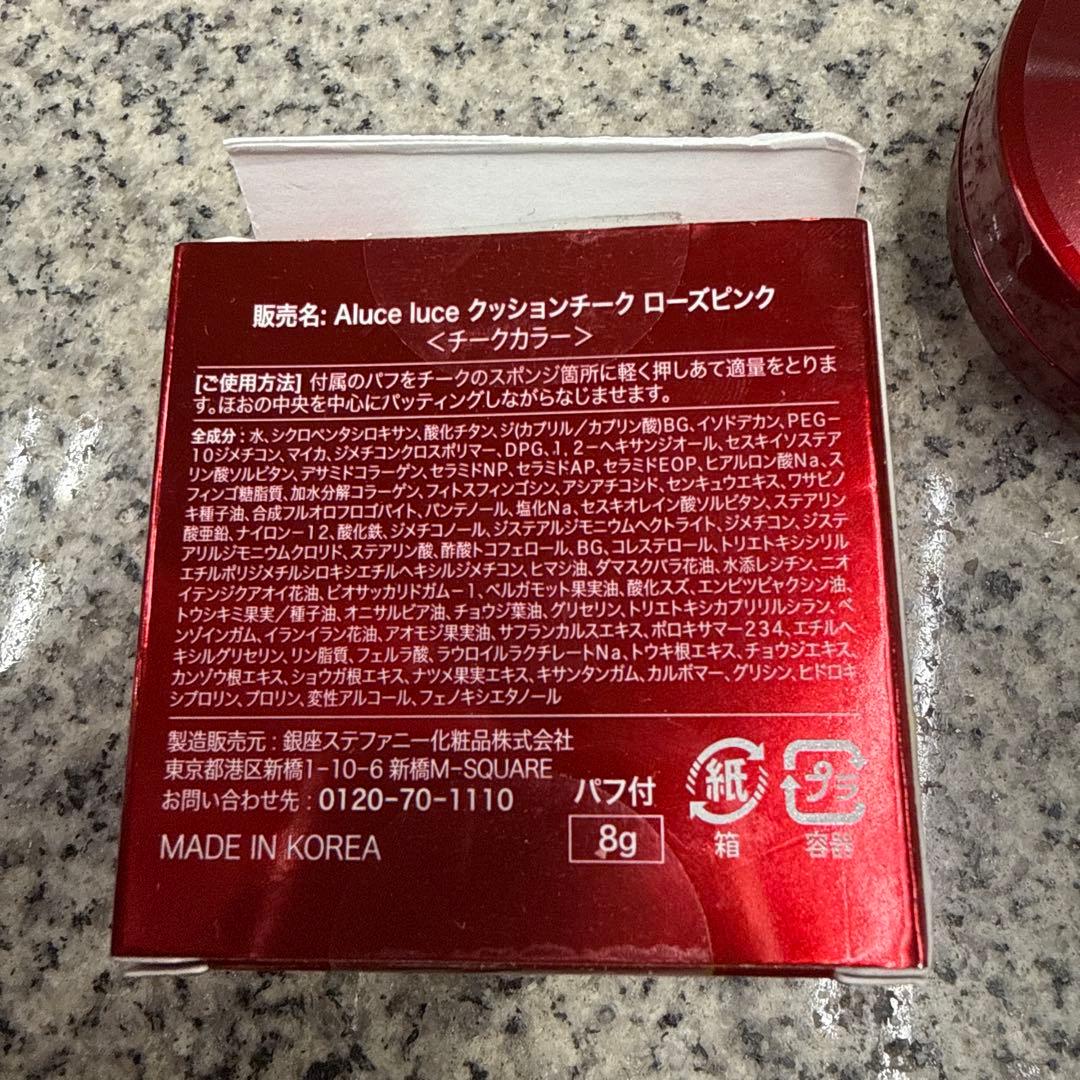 販売名: Aluce luce クッションチーク ローズピンク
＜チークカラー＞
[ご使用方法] 付属のパフをチークのスポンジ箇所に軽く押しあて適量をとりま
す。ほおの中央を中心にパッティングしながらなじませます。
全成分 : 水、シクロペンタシロキサン、酸化チタン、ジ(カプリル／カプリン酸)BG、イソドデカン、PEG-
10ジメチコン、マイカ、ジメチコンクロスポリマー、DPG、1,2-ヘキサンジオール、セスキイソステア
リン酸ソルビタン、デサミドコラーゲン、セラミドNP、セラミドAP、セラミドEOP、ヒアルロン酸Na、ス
フィンゴ糖脂質、加水分解コラーゲン、フィトスフィンゴシン、アシアチコシド、センキュウエキス、ワサビノ
キ種子油、合成フルオロフロゴパイト、パンテノール、塩化Na、セスキオレイン酸ソルビタン、ステアリン
酸亜鉛、ナイロン-12、酸化鉄、ジメチコノール、ジステアルジモニウムヘクトライト、ジメチコン、ジステ
アリルジモニウムクロリド、ステアリン酸、酢酸トコフェロール、BG、コレステロール、トリエトキシシリル
エチルポリジメチルシロキシエチルヘキシルジメチコン、ヒマシ油、ダマスクバラ花油、水添レシチン、ニオ
イテンジクアオイ花油、ビオサッカリドガム-1、ベルガモット果実油、酸化スズ、エンピツビャクシン油、
トウシキミ果実／種子油、オニサルビア油、チョウジ葉油、グリセリン、トリエトキシカプリリルシラン、ベ
ンゾインガム、イランイラン花油、アオモジ果実油、サフランカルスエキス、ポロキサマー234、エチルヘ
キシルグリセリン、リン脂質、フェルラ酸、ラウロイルラクチレートNa、トウキ根エキス、チョウジエキス、
カンゾウ根エキス、ショウガ根エキス、ナツメ果実エキス、キサンタンガム、カルボマー、グリシン、ヒドロキ
シプロリン、プロリン、変性アルコール、フェノキシエタノール
製造販売元 : 銀座ステファニー化粧品株式会社
東京都港区新橋1-10-6 新橋M-SQUARE
お問い合わせ先 : 0120-70-1110
MADE IN KOREA
パフ付
8g
紙
箱
プラ
容器